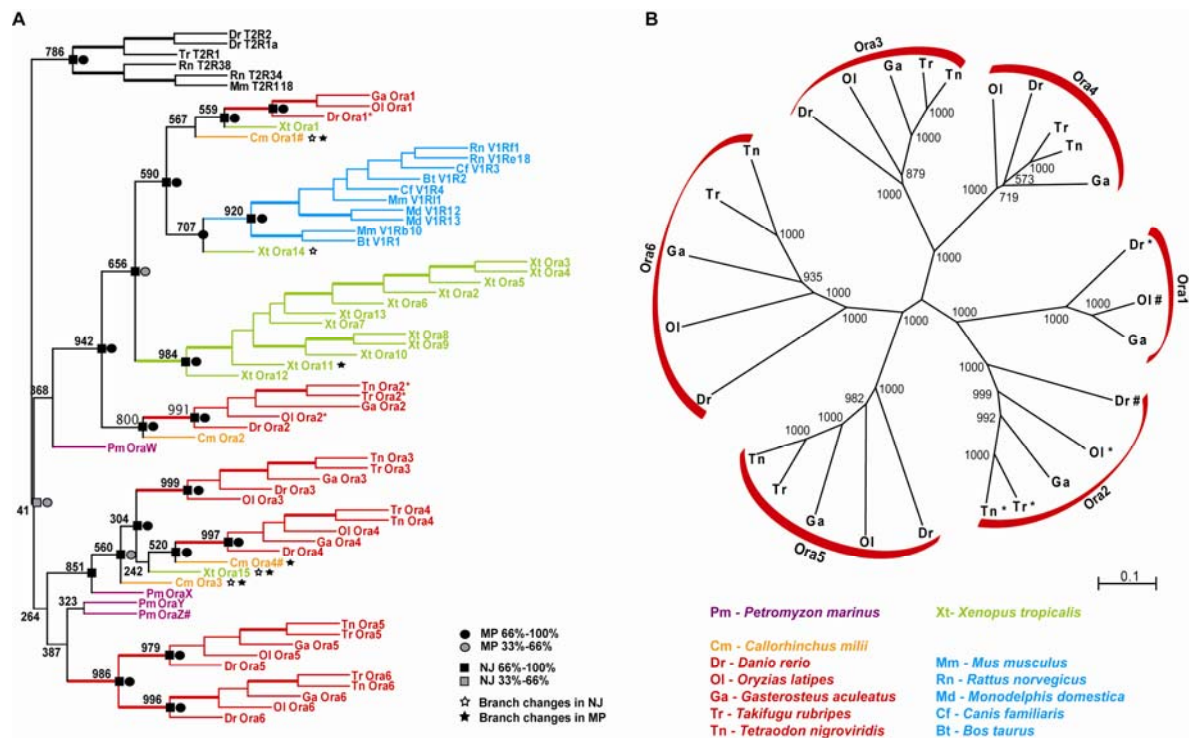 A
786
Dr T2R2
Dr T2R1a
Tr T2R1
Rn T2R38
Rn T2R34
Mm T2R118
559
Ga Ora1
Ol Ora1
Dr Ora1*
567
Xt Ora1
Cm Ora1#
590
Rn V1Rf1
Rn V1Re18
Cf V1R3
Bt V1R2
Cf V1R4
Mm V1Rl1
920
Md V1R12
Md V1R13
707
Mm V1Rb10
Bt V1R1
Xt Ora14
656
Xt Ora3
Xt Ora4
Xt Ora5
Xt Ora2
Xt Ora6
Xt Ora13
Xt Ora7
Xt Ora8
Xt Ora9
942
984
Xt Ora10
Xt Ora11
Xt Ora12
368
991
Tn Ora2*
Tr Ora2*
Ga Ora2
800
Ol Ora2*
Dr Ora2
Cm Ora2
Pm OraW
Tn Ora3
Tr Ora3
999
Ga Ora3
Dr Ora3
Ol Ora3
41
304
Tr Ora4
Tn Ora4
997
Ol Ora4
520
Ga Ora4
560
Dr Ora4
Cm Ora4#
242
Xt Ora15
851
Cm Ora3
Pm OraX
323
Pm OraY
264
Pm OraZ#
387
Tn Ora5
Tr Ora5
979
Ga Ora5
Ol Ora5
986
Dr Ora5
Tr Ora6
Tn Ora6
996
Ga Ora6
Ol Ora6
Dr Ora6
MP 66%-100%
MP 33%-66%
NJ 66%-100%
NJ 33%-66%
Branch changes in NJ
Branch changes in MP
B
Ora3
Dr
Ol
Ga
Tr
Tn
1000
1000
879
1000
Ora4
Ol
Dr
Tr
Tn
Ga
1000
1000
573
719
1000
Ora6
Tn
Tr
Ga
Ol
Dr
1000
935
1000
1000
1000
Ora1
Dr *
Ol #
Ga
1000
1000
1000
Ora2
Dr #
Ol *
Ga
Tr *
Tn *
1000
999
992
1000
Ora5
Tn
Tr
Ga
Ol
Dr
1000
982
1000
1000
0.1
Pm - Petromyzon marinus
Xt- Xenopus tropicalis
Cm - Callorhinchus milii
Dr - Danio rerio
Mm - Mus musculus
Ol - Oryzias latipes
Rn - Rattus norvegicus
Ga - Gasterosteus aculeatus
Md - Monodelphis domestica
Tr - Takifugu rubripes
Cf - Canis familiaris
Tn - Tetraodon nigroviridis
Bt - Bos taurus